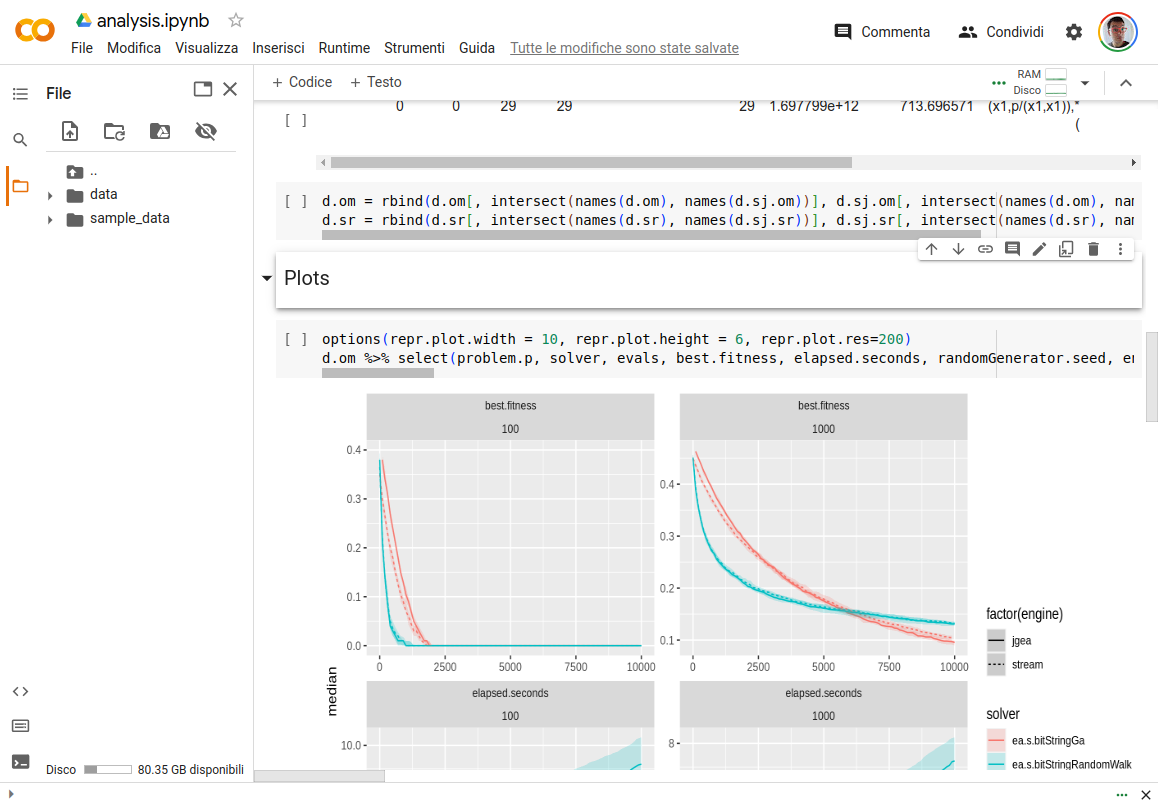 analysis.ipynb
File Modifica Visualizza Inserisci Runtime Strumenti Guida Tutte le modifiche sono state salvate
Commenta Condividi
File
+ Codice + Testo
RAM
Disco
..
data
sample_data
0 0 29 29 29 1.697799e+12 713.696571 (x1,p/(x1,x1)),*
[ ] (
[ ] d.om = rbind(d.om[, intersect(names(d.om), names(d.sj.om))], d.sj.om[, intersect(names(d.om), nam
d.sr = rbind(d.sr[, intersect(names(d.sr), names(d.sj.sr))], d.sj.sr[, intersect(names(d.sr), nam
Plots
[ ] options(repr.plot.width = 10, repr.plot.height = 6, repr.plot.res=200)
d.om %>% select(problem.p, solver, evals, best.fitness, elapsed.seconds, randomGenerator.seed, en
best.fitness
100
best.fitness
1000
0.4
0.3
0.2
0.1
0.0
0 2500 5000 7500 10000
0.4
0.3
0.2
0.1
0 2500 5000 7500 10000
median
elapsed.seconds
100
elapsed.seconds
1000
10.0
8
factor(engine)
jgea
stream
solver
ea.s.bitStringGa
ea.s.bitStringRandomWalk
Disco 80.35 GB disponibili